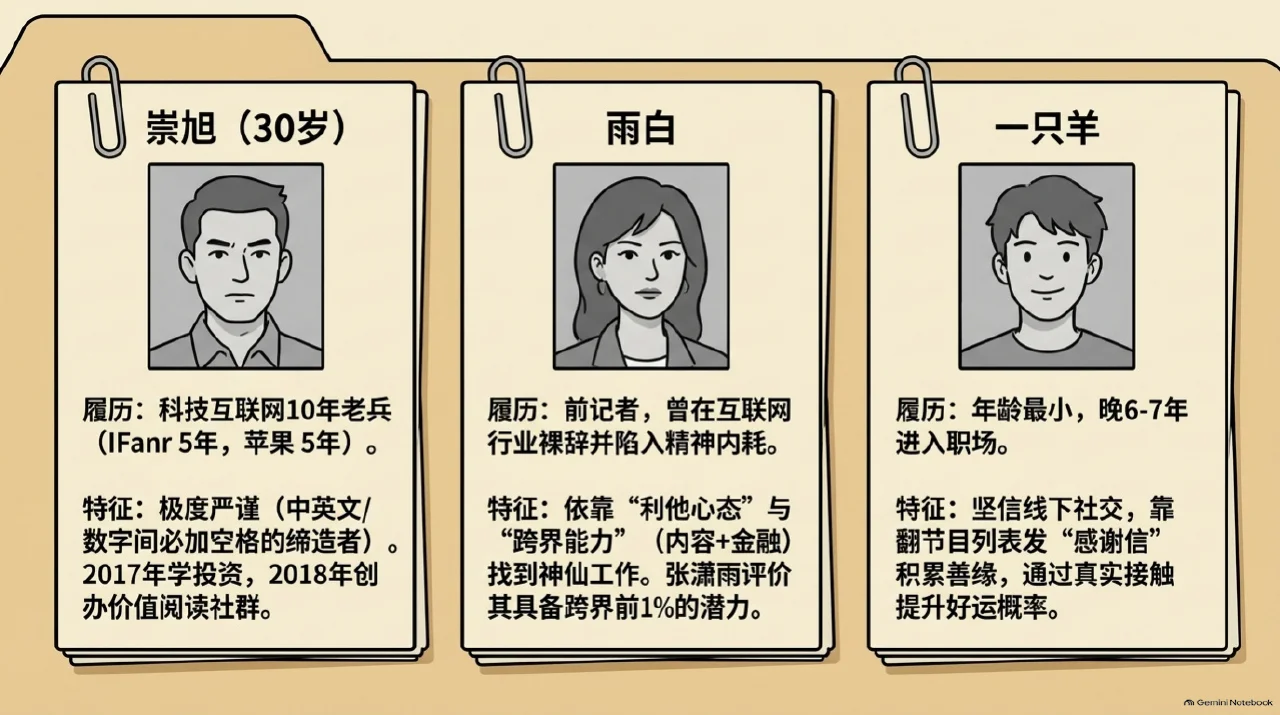 崇旭（30岁）
履历：科技互联网10年老兵
（IFanr 5年，苹果 5年）。
特征：极度严谨（中英文/
数字间必加空格的缔造者）。
2017年学投资，2018年创
办价值阅读社群。
雨白
履历：前记者，曾在互联网
行业裸辞并陷入精神内耗。
特征：依靠“利他心态”与
“跨界能力”（内容+金融）
找到神仙工作。张潇雨评价
其具备跨界前1%的潜力。
一只羊
履历：年龄最小，晚6-7年
进入职场。
特征：坚信线下社交，靠
翻节目列表发“感谢信”
积累善缘，通过真实接触
提升好运概率。
Gemini Notebook